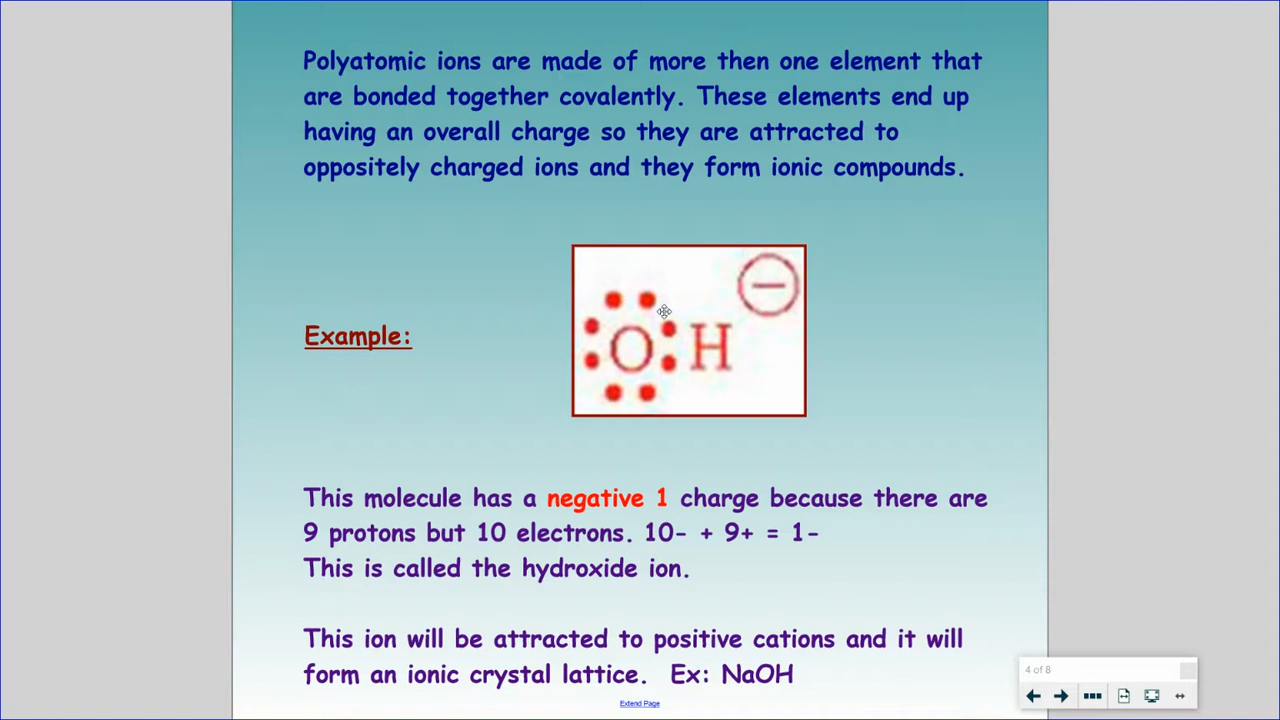 Polyatomic ions are made of more then one element that
are bonded together covalently. These elements end up
having an overall charge so they are attracted to
oppositely charged ions and they form ionic compounds.
Example:
O H −
This molecule has a negative 1 charge because there are
9 protons but 10 electrons. 10- + 9+ = 1-
This is called the hydroxide ion.
This ion will be attracted to positive cations and it will
form an ionic crystal lattice. Ex: NaOH
Extend Page
4 of 8